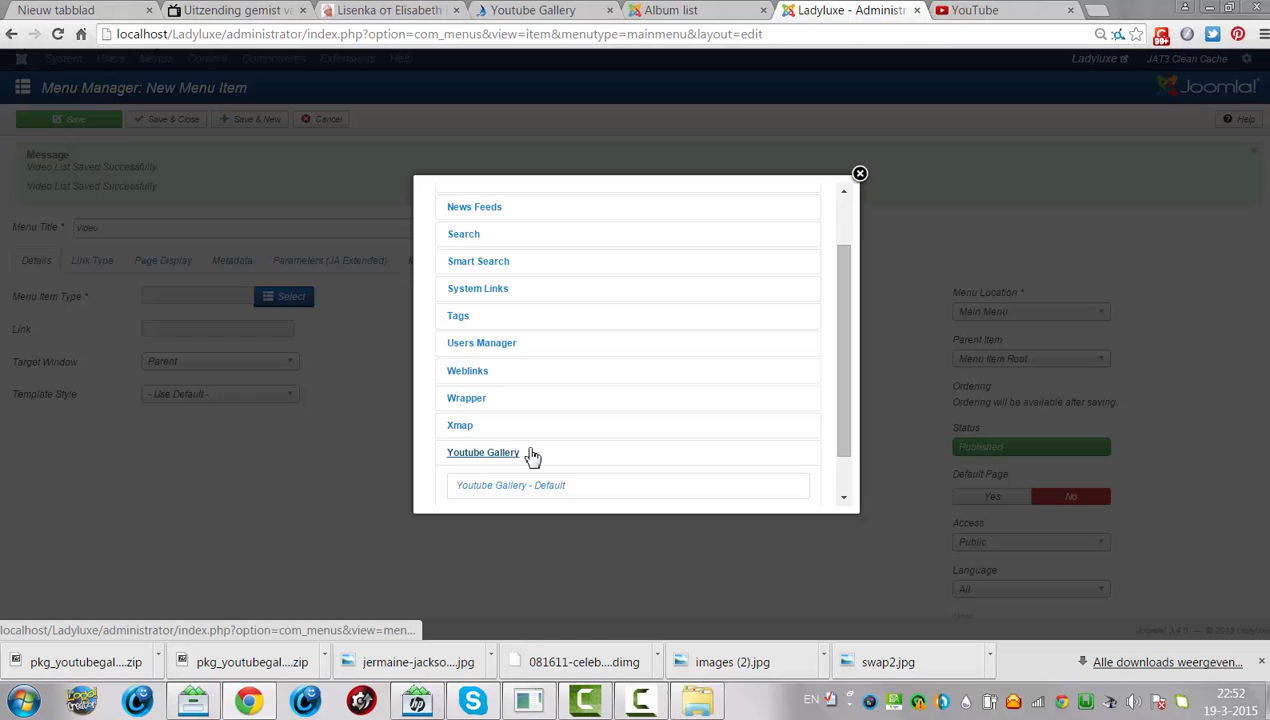 Nieuw tabblad
Uitzending gemist v
Lisenka от Elisabeth
Youtube Gallery
Album list
Ladyluxe - Administr
YouTube
localhost/Ladyluxe/administrator/index.php?option=com_menus&view=item&menutype=mainmenu&layout=edit
99+
System Users Menus Content Components Extensions Help
Ladyluxe
JAT3 Clean Cache
Menu Manager: New Menu Item
Joomla!
Save
Save & Close
Save & New
Cancel
Help
Message
Video List Saved Successfully
Video List Saved Successfully
Menu Title *
Video
Details
Link Type
Page Display
Metadata
Parameters (JA Extended)
Menu Item Type *
Select
Link
Target Window
Parent
Template Style
- Use Default -
News Feeds
Search
Smart Search
System Links
Tags
Users Manager
Weblinks
Wrapper
Xmap
Youtube Gallery
Youtube Gallery - Default
Menu Location *
Main Menu
Parent Item
Menu Item Root
Ordering
Ordering will be available after saving.
Status
Published
Default Page
Yes
No
Access
Public
Language
All
localhost/Ladyluxe/administrator/index.php?option=com_menus&view=men...
pkg_youtubegal....zip
pkg_youtubegal....zip
jermaine-jackso....jpg
081611-celeb....dimg
images (2).jpg
swap2.jpg
Alle downloads weergeven...
EN
22:52
19-3-2015